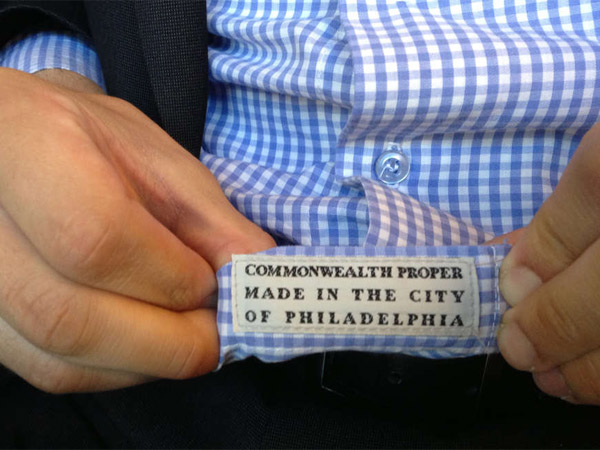 COMMONWEALTH PROPER
MADE IN THE CITY
OF PHILADELPHIA